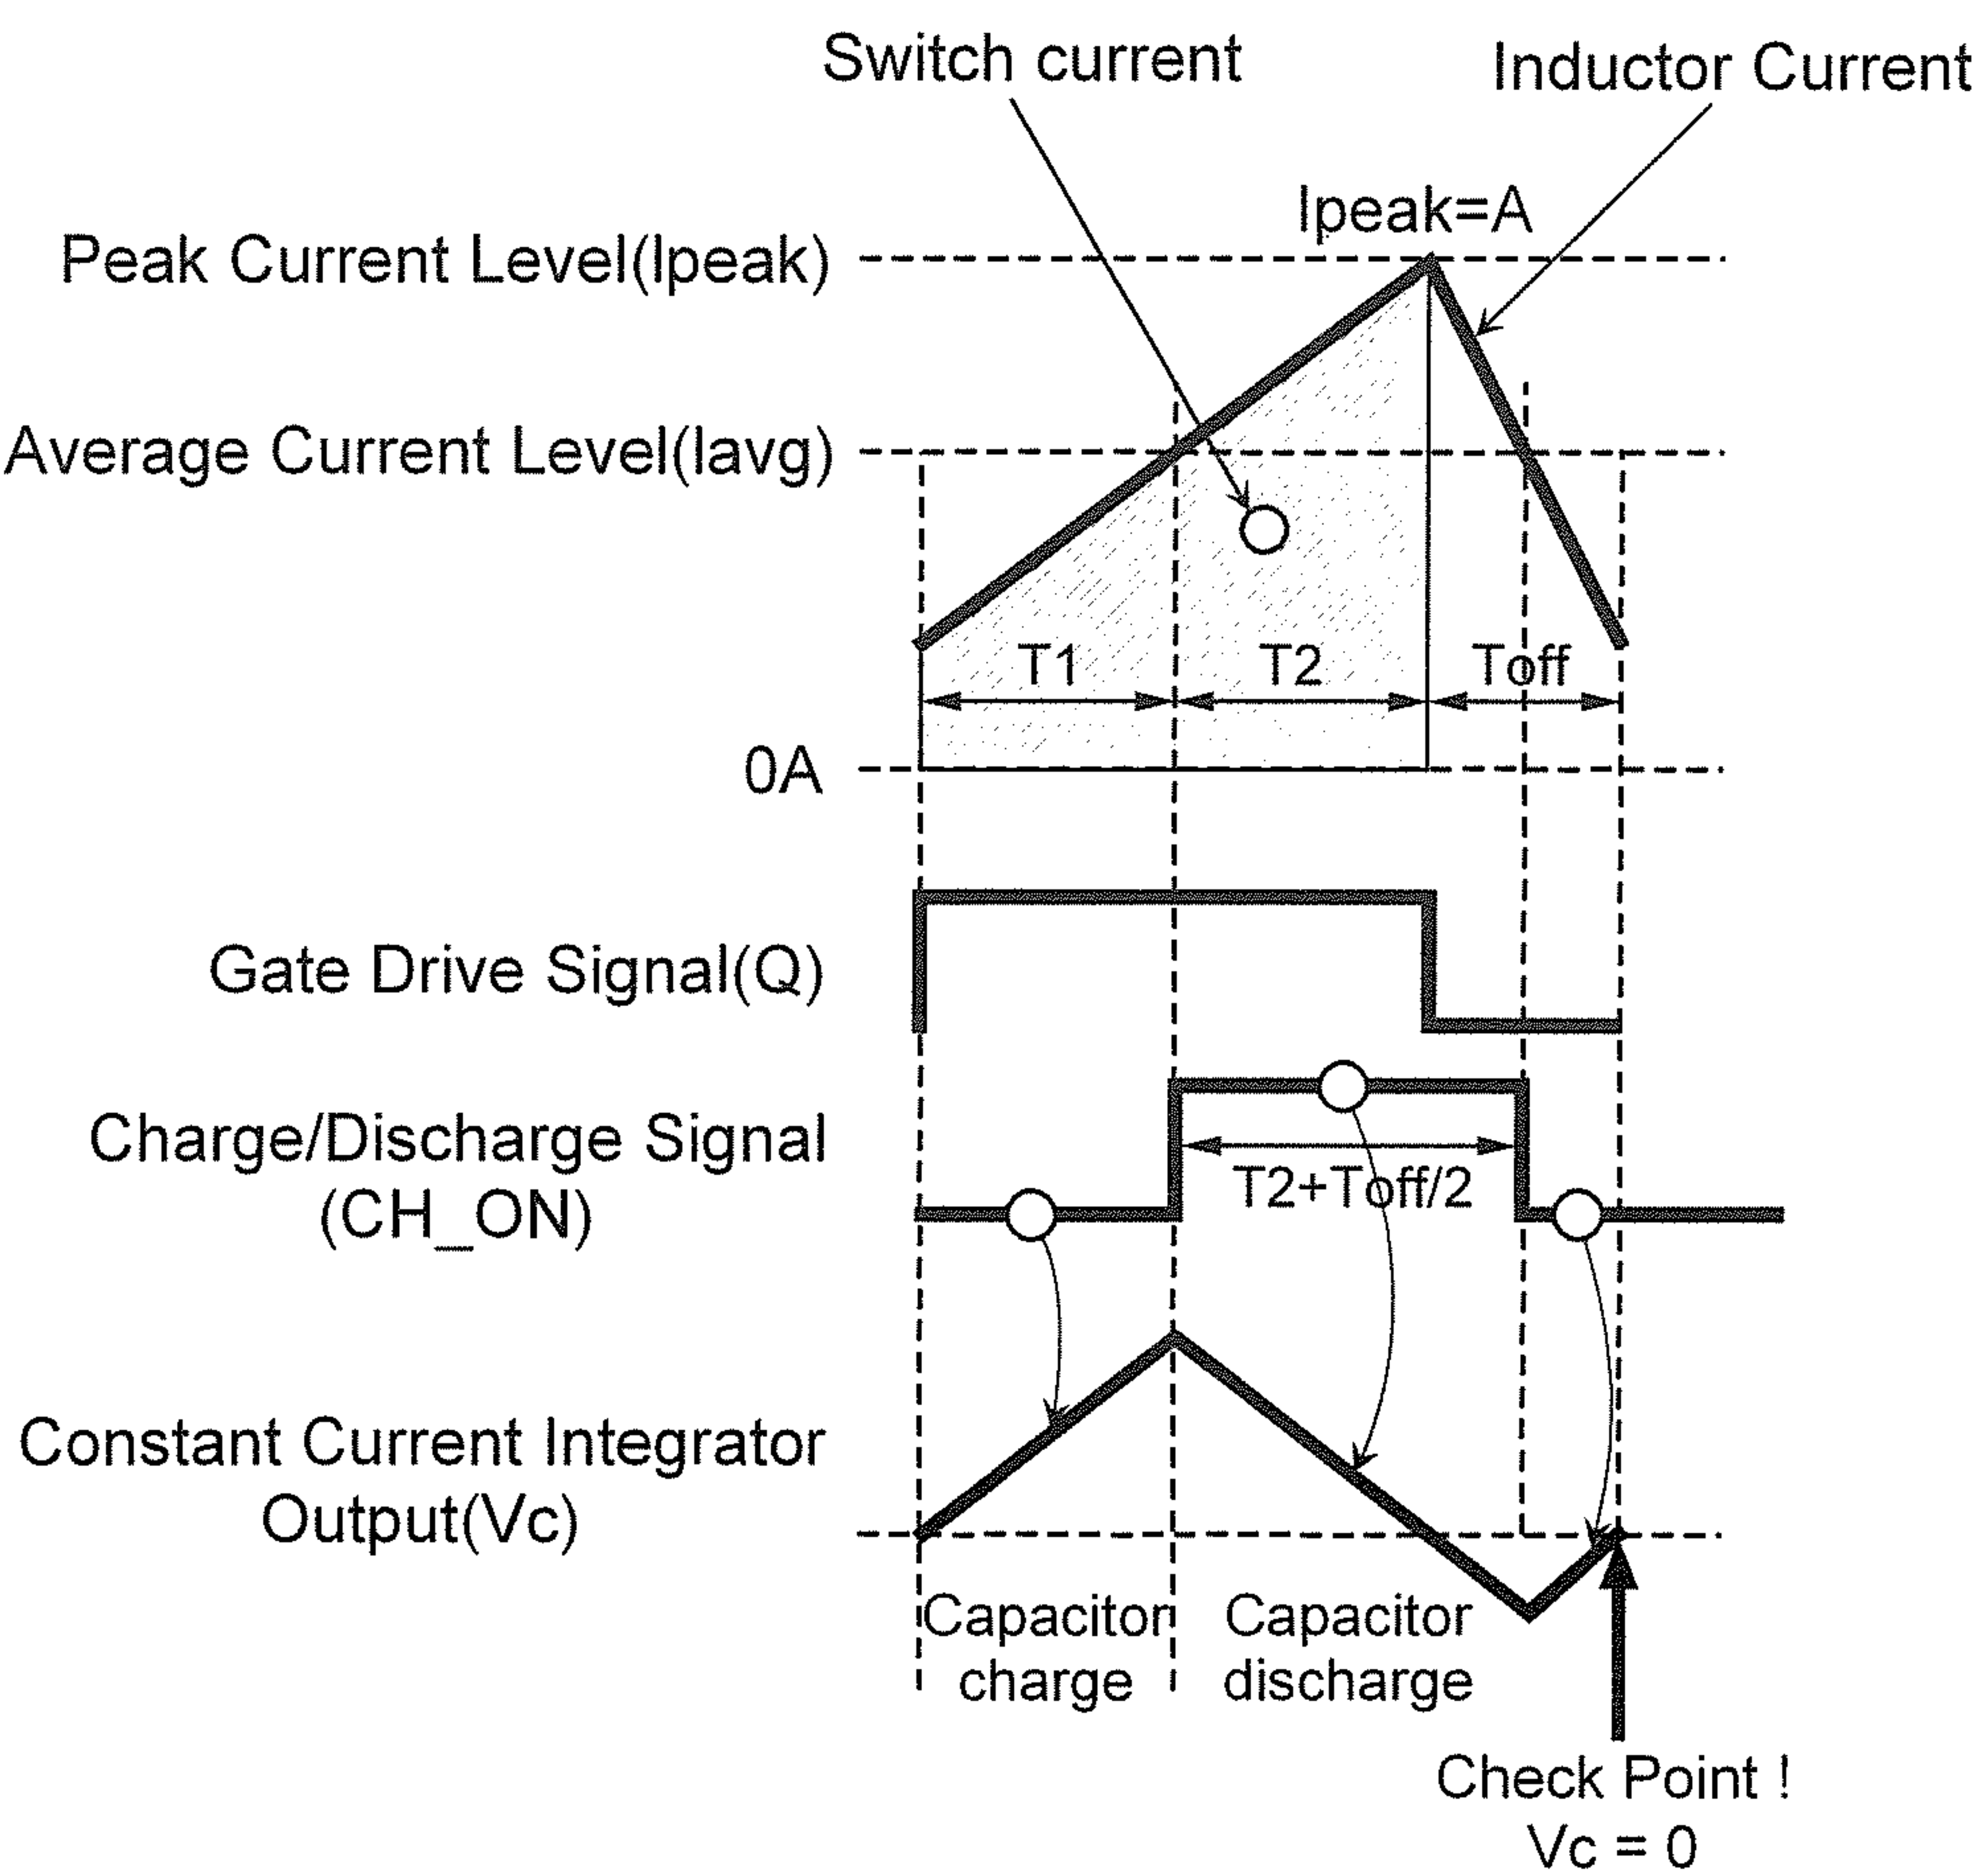 Switch current
Inductor Current
Ipeak=A
Peak Current Level(Ipeak)
Average Current Level(Iavg)
T1
T2
Toff
0A
Gate Drive Signal(Q)
Charge/Discharge Signal
(CH_ON)
T2+Toff/2
Constant Current Integrator
Output(Vc)
Capacitor
charge
Capacitor
discharge
Check Point !
Vc = 0